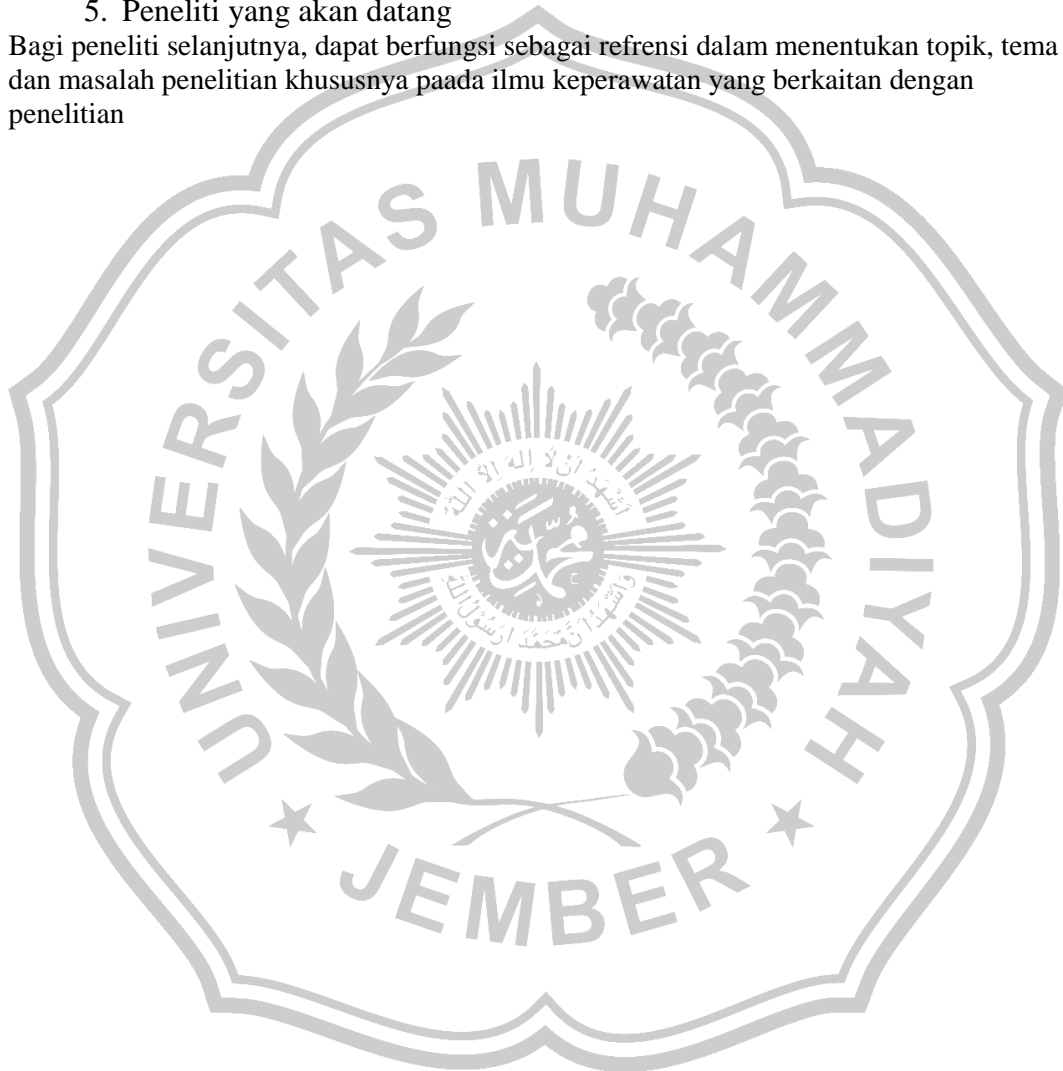 5. Peneliti yang akan datang
Bagi peneliti selanjutnya, dapat berfungsi sebagai refrensi dalam menentukan topik, tema
dan masalah penelitian khususnya paada ilmu keperawatan yang berkaitan dengan
penelitian
UNIVERSITAS MUHAMMADIYAH
JEMBER